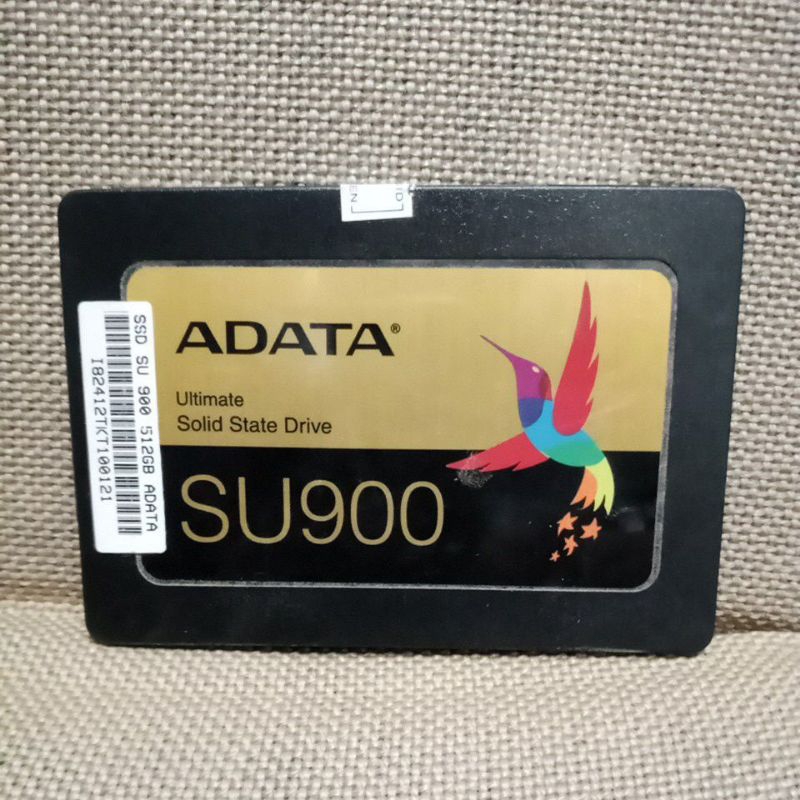 ADATA®
Ultimate
Solid State Drive
SU900
SSD SU 900 512GB ADATA
I82412TKT100121